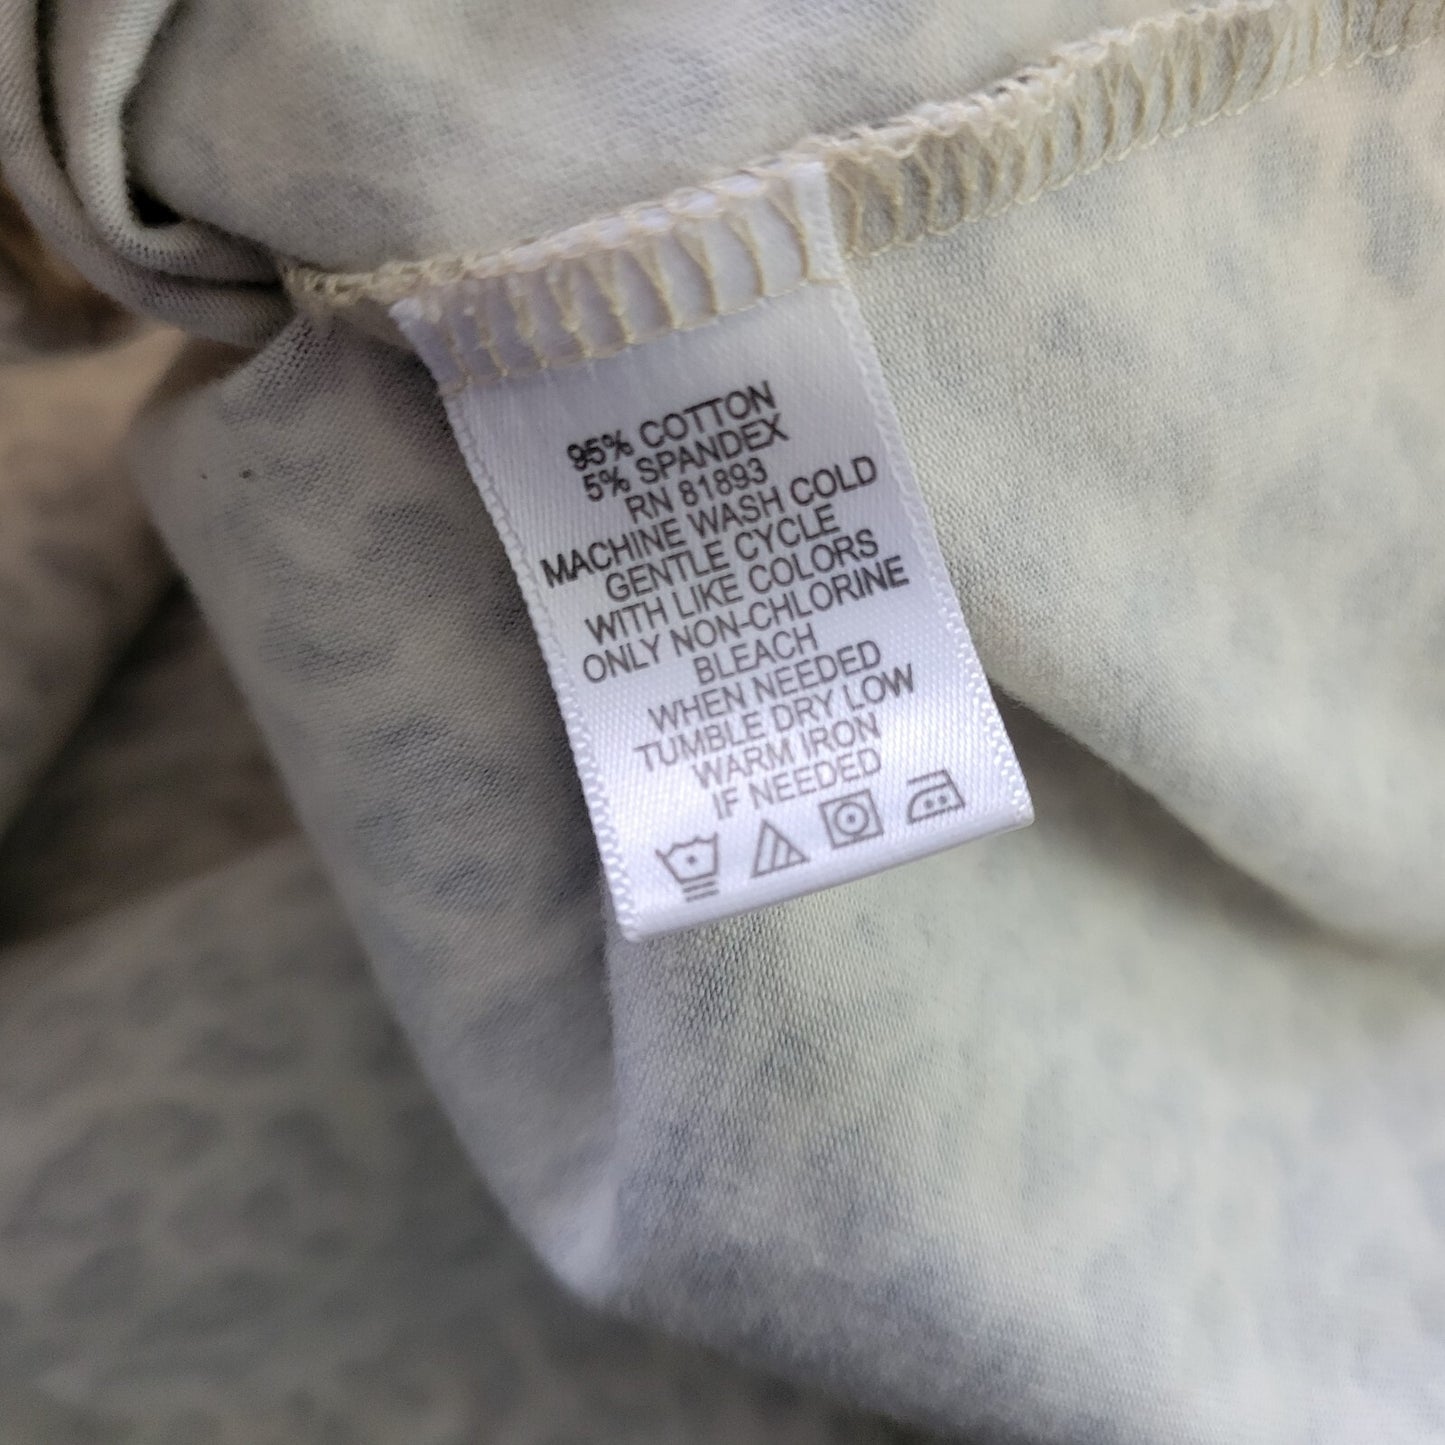 95% COTTON
5% SPANDEX
RN 81893
MACHINE WASH COLD
GENTLE CYCLE
WITH LIKE COLORS
ONLY NON-CHLORINE
BLEACH
WHEN NEEDED
TUMBLE DRY LOW
WARM IRON
IF NEEDED